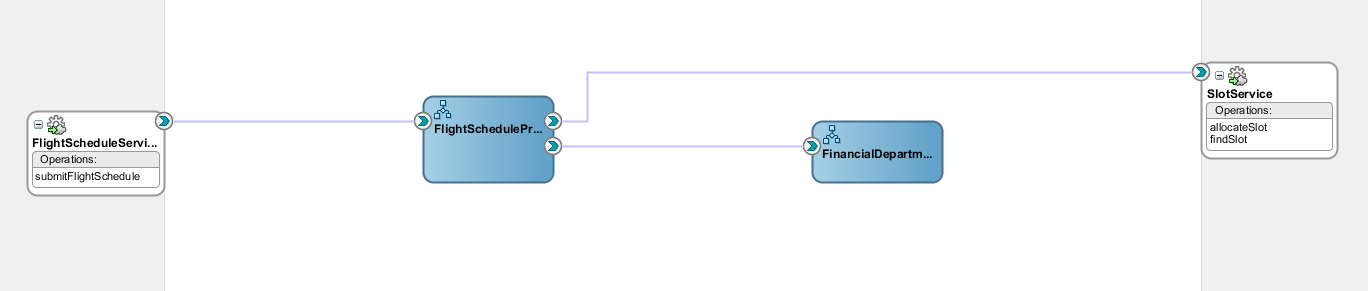 FlightScheduleServi...
Operations:
submitFlightSchedule
FlightSchedulePr...
FinancialDepartm...
SlotService
Operations:
allocateSlot
findSlot